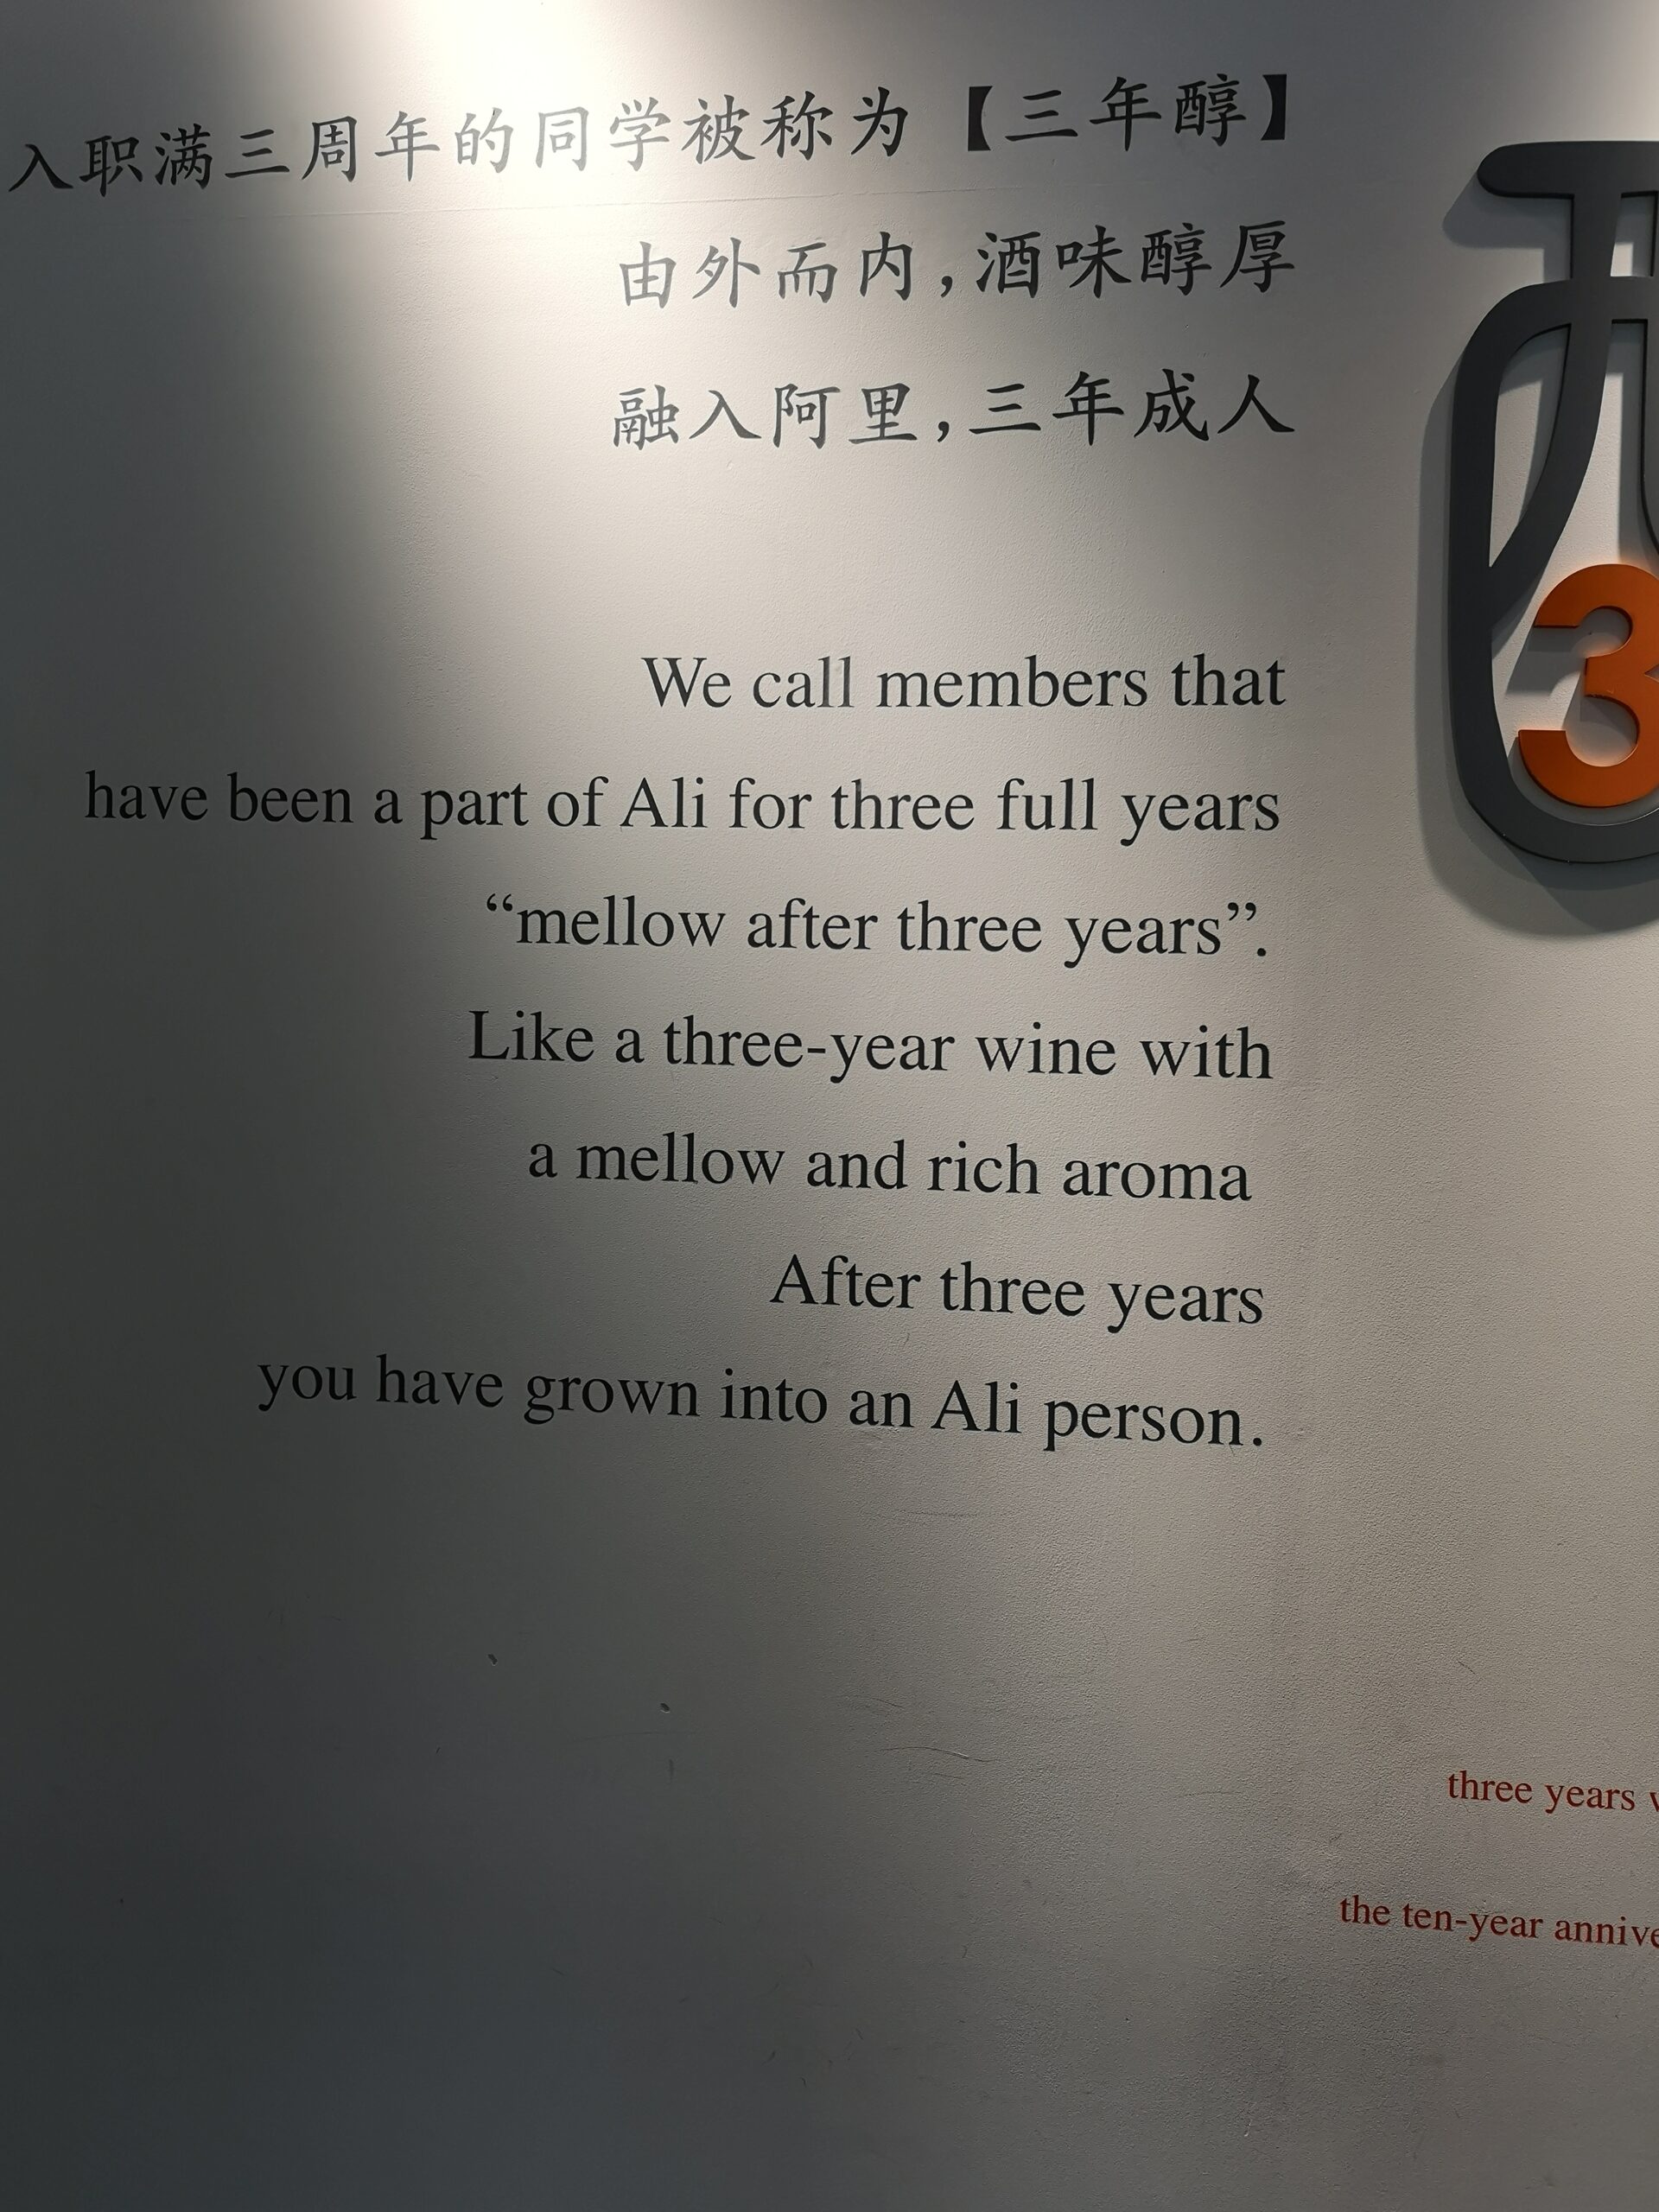 入职满三周年的同学被称为【三年醇】
由外而内,酒味醇厚
融入阿里,三年成人
3
We call members that
have been a part of Ali for three full years
“mellow after three years”.
Like a three-year wine with
a mellow and rich aroma
After three years
you have grown into an Ali person.
three years
the ten-year